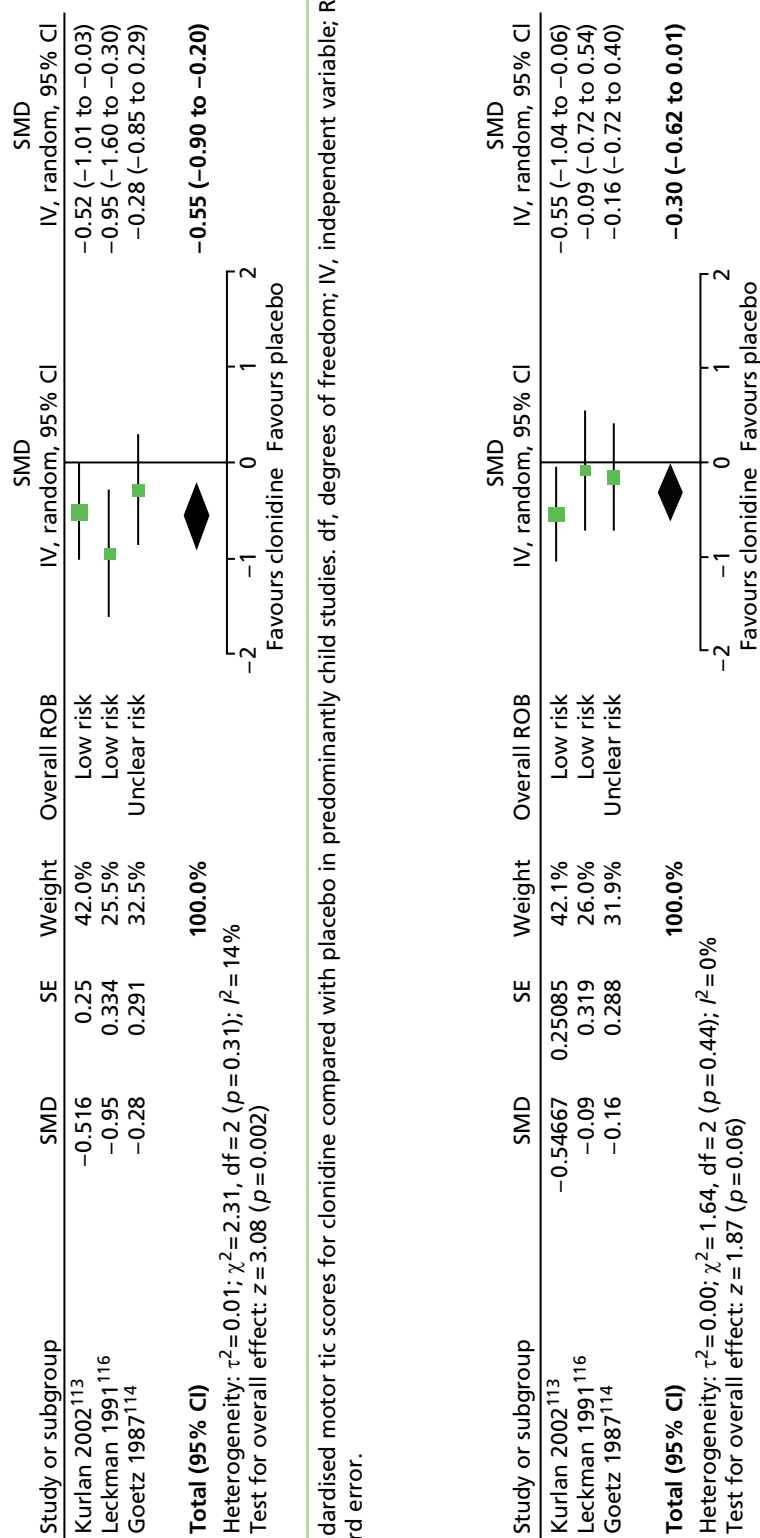 Study or subgroup SMD SE Weight Overall ROB SMD IV, random, 95% CI SMD IV, random, 95% CI
Kurlan 2002113 −0.516 0.25 42.0% Low risk −0.52 (−1.01 to −0.03)
Leckman 1991116 −0.95 0.334 25.5% Low risk −0.95 (−1.60 to −0.30)
Goetz 1987114 −0.28 0.291 32.5% Unclear risk −0.28 (−0.85 to 0.29)
Total (95% CI) 100.0% −0.55 (−0.90 to −0.20)
Heterogeneity: τ2=0.01; χ2=2.31, df=2 (p=0.31); I2=14%
Test for overall effect: z=3.08 (p=0.002)
−2 −1 0 1 2
Favours clonidine Favours placebo
dardised motor tic scores for clonidine compared with placebo in predominantly child studies. df, degrees of freedom; IV, independent variable; R
rd error.
Study or subgroup SMD SE Weight Overall ROB SMD IV, random, 95% CI SMD IV, random, 95% CI
Kurlan 2002113 −0.54667 0.25085 42.1% Low risk −0.55 (−1.04 to −0.06)
Leckman 1991116 −0.09 0.319 26.0% Low risk −0.09 (−0.72 to 0.54)
Goetz 1987114 −0.16 0.288 31.9% Unclear risk −0.16 (−0.72 to 0.40)
Total (95% CI) 100.0% −0.30 (−0.62 to 0.01)
Heterogeneity: τ2=0.00; χ2=1.64, df=2 (p=0.44); I2=0%
Test for overall effect: z=1.87 (p=0.06)
−2 −1 0 1 2
Favours clonidine Favours placebo